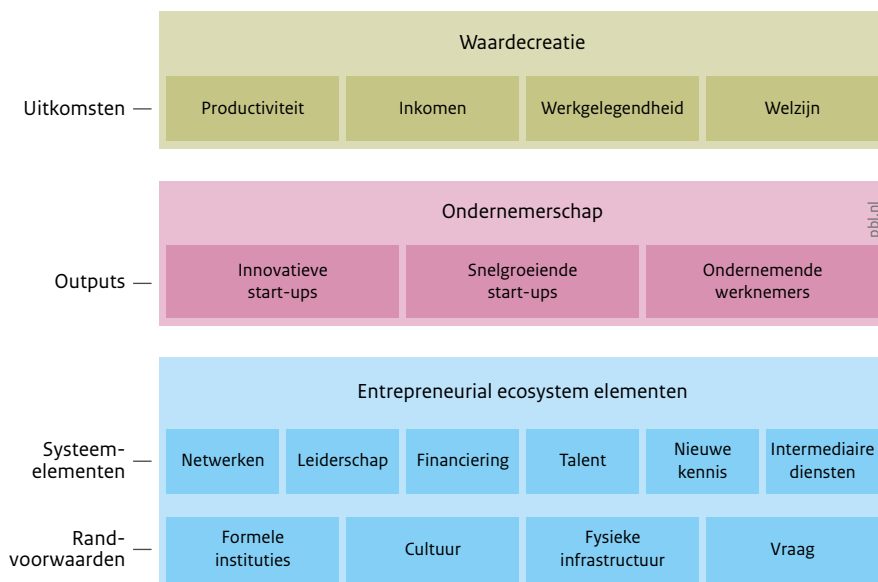 Waardecreatie
Uitkomsten
Productiviteit
Inkomen
Werkgelegendheid
Welzijn
pbl.nl
Ondernemerschap
Outputs
Innovatieve
start-ups
Snelgroeiende
start-ups
Ondernemende
werknemers
Entrepreneurial ecosystem elementen
Systeem-
elementen
Netwerken
Leiderschap
Financiering
Talent
Nieuwe
kennis
Intermediaire
diensten
Rand-
voorwaarden
Formele
instituties
Cultuur
Fysieke
infrastructuur
Vraag